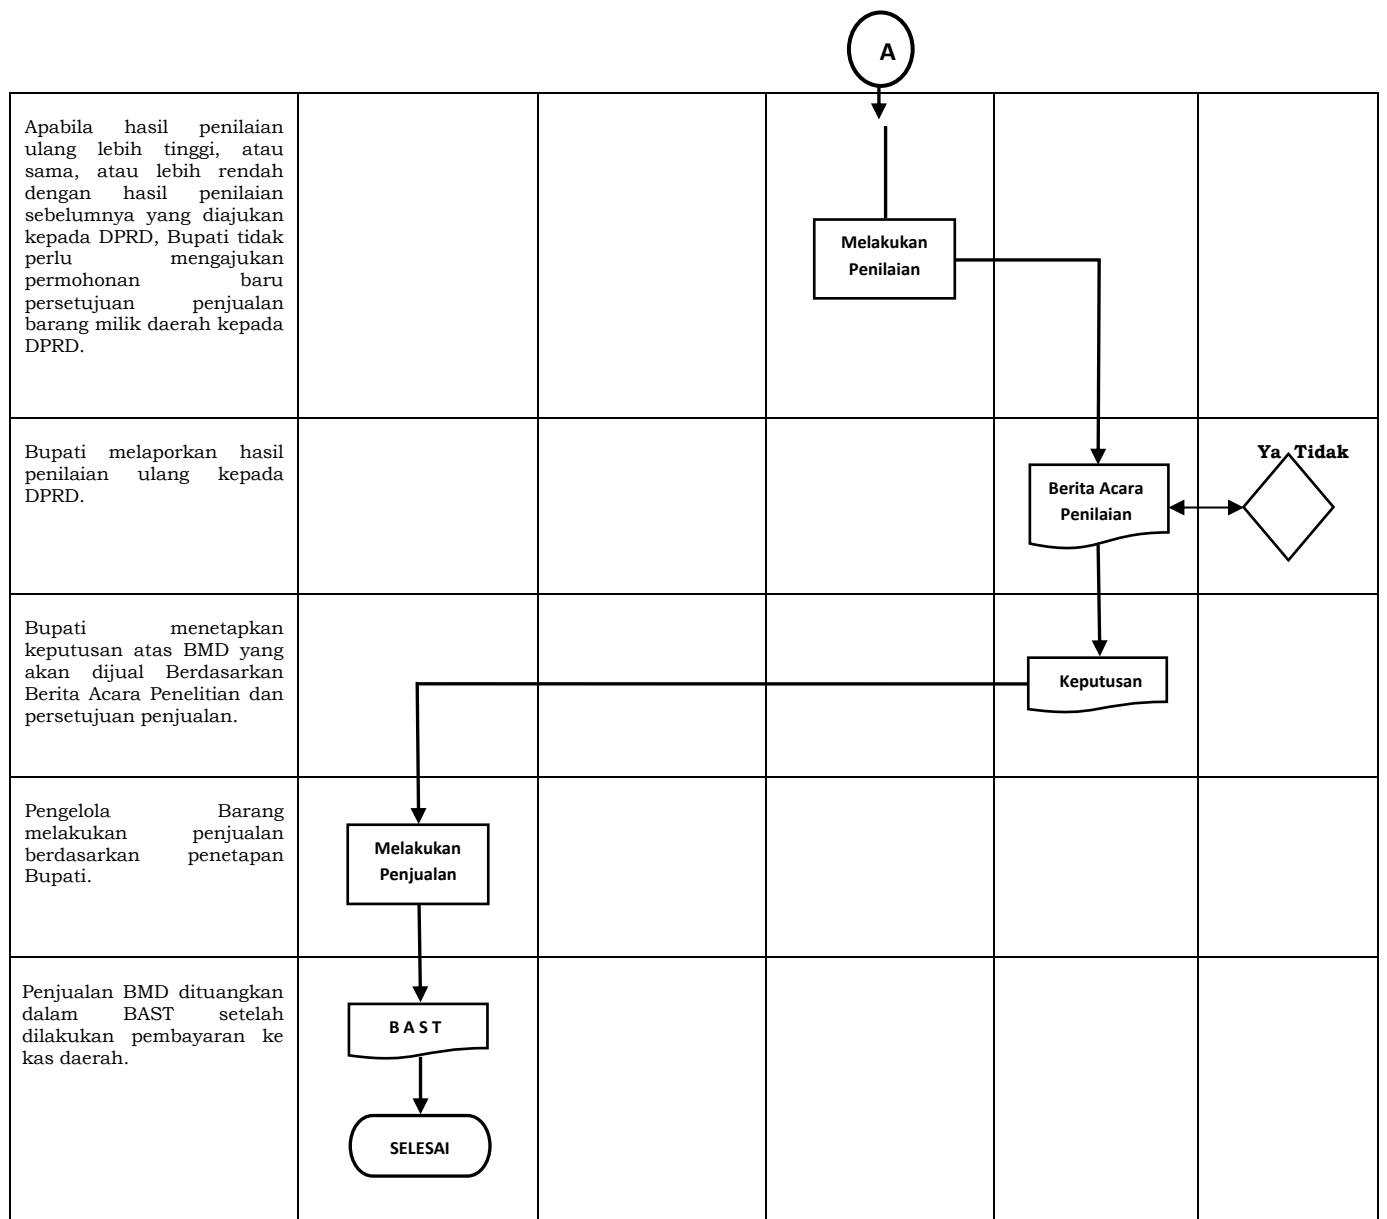 A
Apabila hasil penilaian
ulang lebih tinggi, atau
sama, atau lebih rendah
dengan hasil penilaian
sebelumnya yang diajukan
kepada DPRD, Bupati tidak
perlu mengajukan
permohonan baru
persetujuan penjualan
barang milik daerah kepada
DPRD.
Melakukan
Penilaian
Bupati melaporkan hasil
penilaian ulang kepada
DPRD.
Berita Acara
Penilaian
Ya Tidak
Bupati menetapkan
keputusan atas BMD yang
akan dijual Berdasarkan
Berita Acara Penelitian dan
persetujuan penjualan.
Keputusan
Pengelola Barang
melakukan penjualan
berdasarkan penetapan
Bupati.
Melakukan
Penjualan
Penjualan BMD dituangkan
dalam BAST setelah
dilakukan pembayaran ke
kas daerah.
B A S T
SELESAI